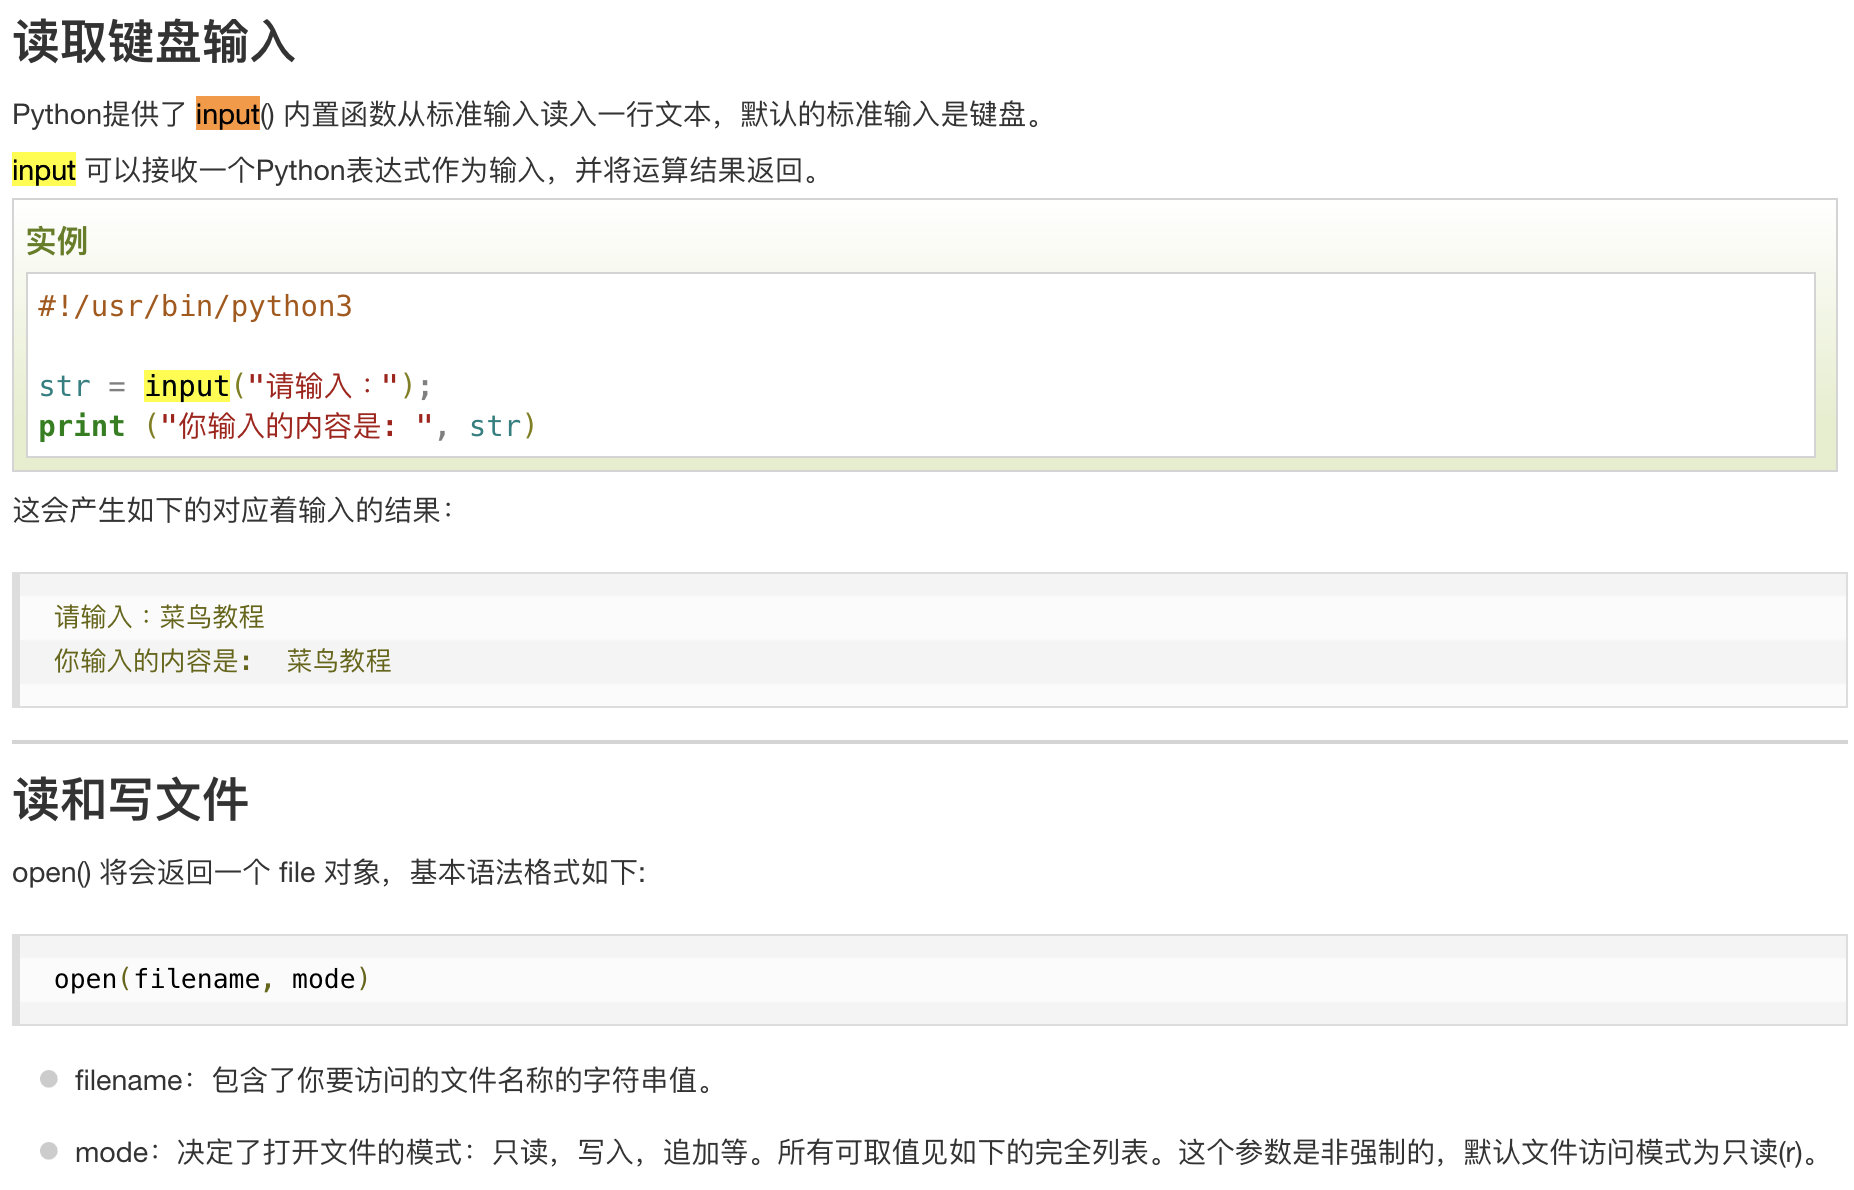 读取键盘输入
Python提供了 input() 内置函数从标准输入读入一行文本，默认的标准输入是键盘。
input 可以接收一个Python表达式作为输入，并将运算结果返回。
实例
#!/usr/bin/python3
str = input("请输入：");
print ("你输入的内容是: ", str)
这会产生如下的对应着输入的结果：
请输入：菜鸟教程
你输入的内容是:  菜鸟教程
读和写文件
open() 将会返回一个 file 对象，基本语法格式如下:
open(filename, mode)
filename：包含了你要访问的文件名称的字符串值。
mode：决定了打开文件的模式：只读，写入，追加等。所有可取值见如下的完全列表。这个参数是非强制的，默认文件访问模式为只读(r)。